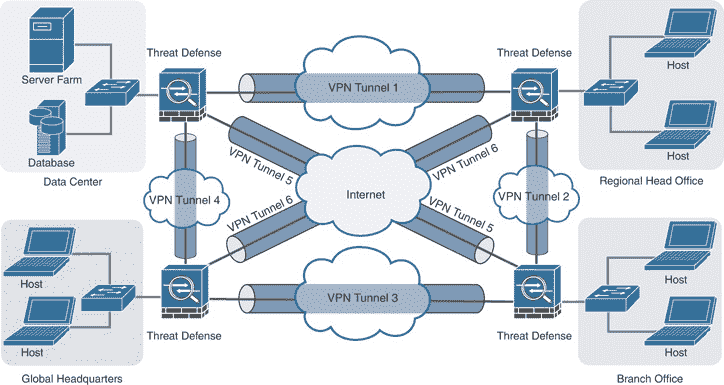 Threat Defense
Threat Defense
Server Farm
VPN Tunnel 1
Host
Database
Host
Data Center
VPN Tunnel 5
VPN Tunnel 6
Regional Head Office
VPN Tunnel 4
Internet
VPN Tunnel 2
VPN Tunnel 6
VPN Tunnel 5
Host
Host
VPN Tunnel 3
Host
Threat Defense
Threat Defense
Host
Global Headquarters
Branch Office